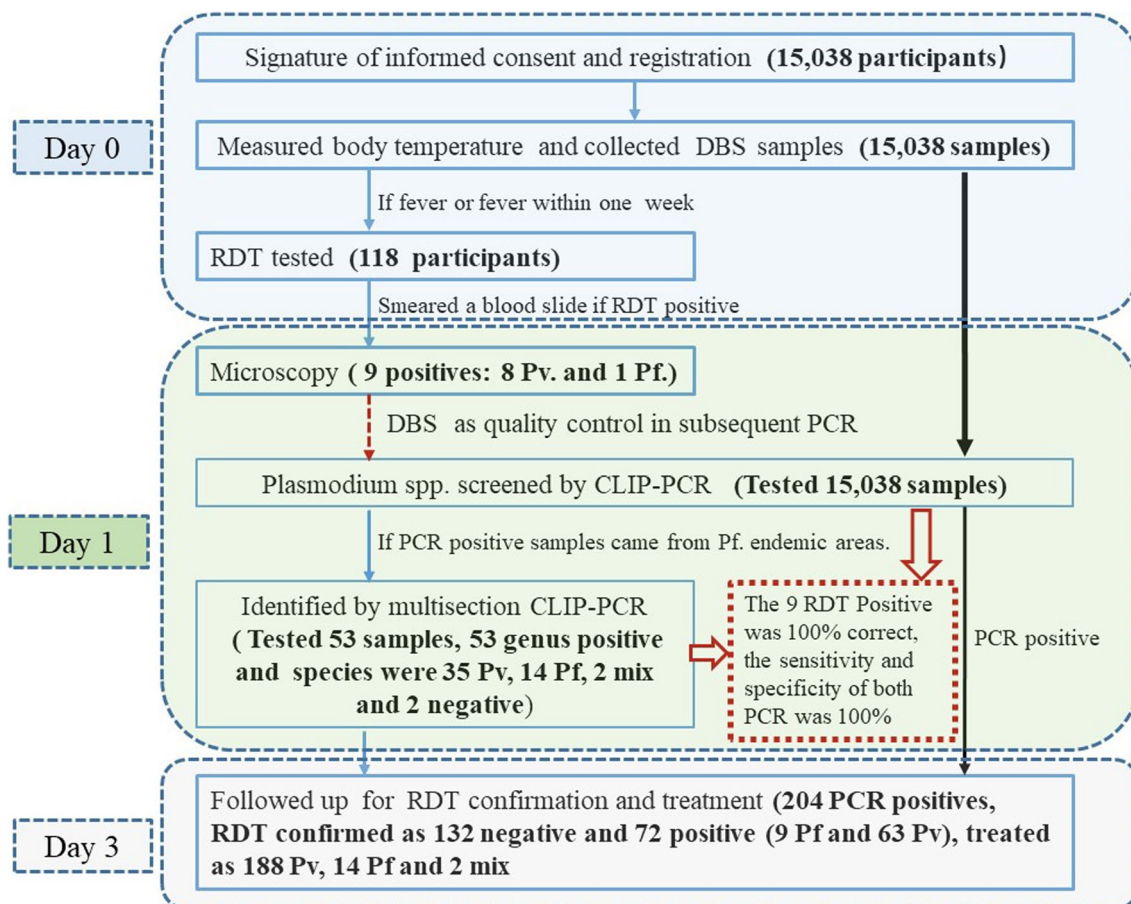 Signature of informed consent and registration (15,038 participants)
Day 0
Measured body temperature and collected DBS samples (15,038 samples)
If fever or fever within one week
RDT tested (118 participants)
Smeared a blood slide if RDT positive
Microscopy ( 9 positives: 8 Pv. and 1 Pf.)
DBS as quality control in subsequent PCR
Plasmodium spp. screened by CLIP-PCR (Tested 15,038 samples)
Day 1
If PCR positive samples came from Pf. endemic areas.
Identified by multisection CLIP-PCR
( Tested 53 samples, 53 genus positive
and species were 35 Pv, 14 Pf, 2 mix
and 2 negative)
The 9 RDT Positive
was 100% correct,
the sensitivity and
specificity of both
PCR was 100%
PCR positive
Day 3
Followed up for RDT confirmation and treatment (204 PCR positives,
RDT confirmed as 132 negative and 72 positive (9 Pf and 63 Pv), treated
as 188 Pv, 14 Pf and 2 mix